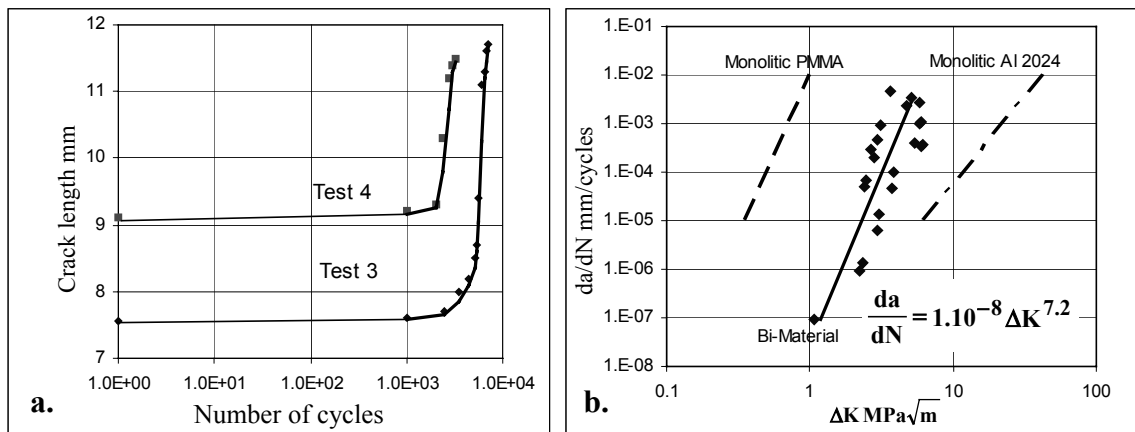 12
11
10
9
8
7
Crack length mm
Test 4
Test 3
1.0E+00 1.0E+01 1.0E+02 1.0E+03 1.0E+04
a. Number of cycles
1.E-01
1.E-02
1.E-03
1.E-04
1.E-05
1.E-06
1.E-07
1.E-08
da/dN mm/cycles
Monolitic PMMA Monolitic Al 2024
da/dN = 1.10^{-8} ΔK^{7.2}
Bi-Material
0.1 1 10 100
b. ΔK MPa√m